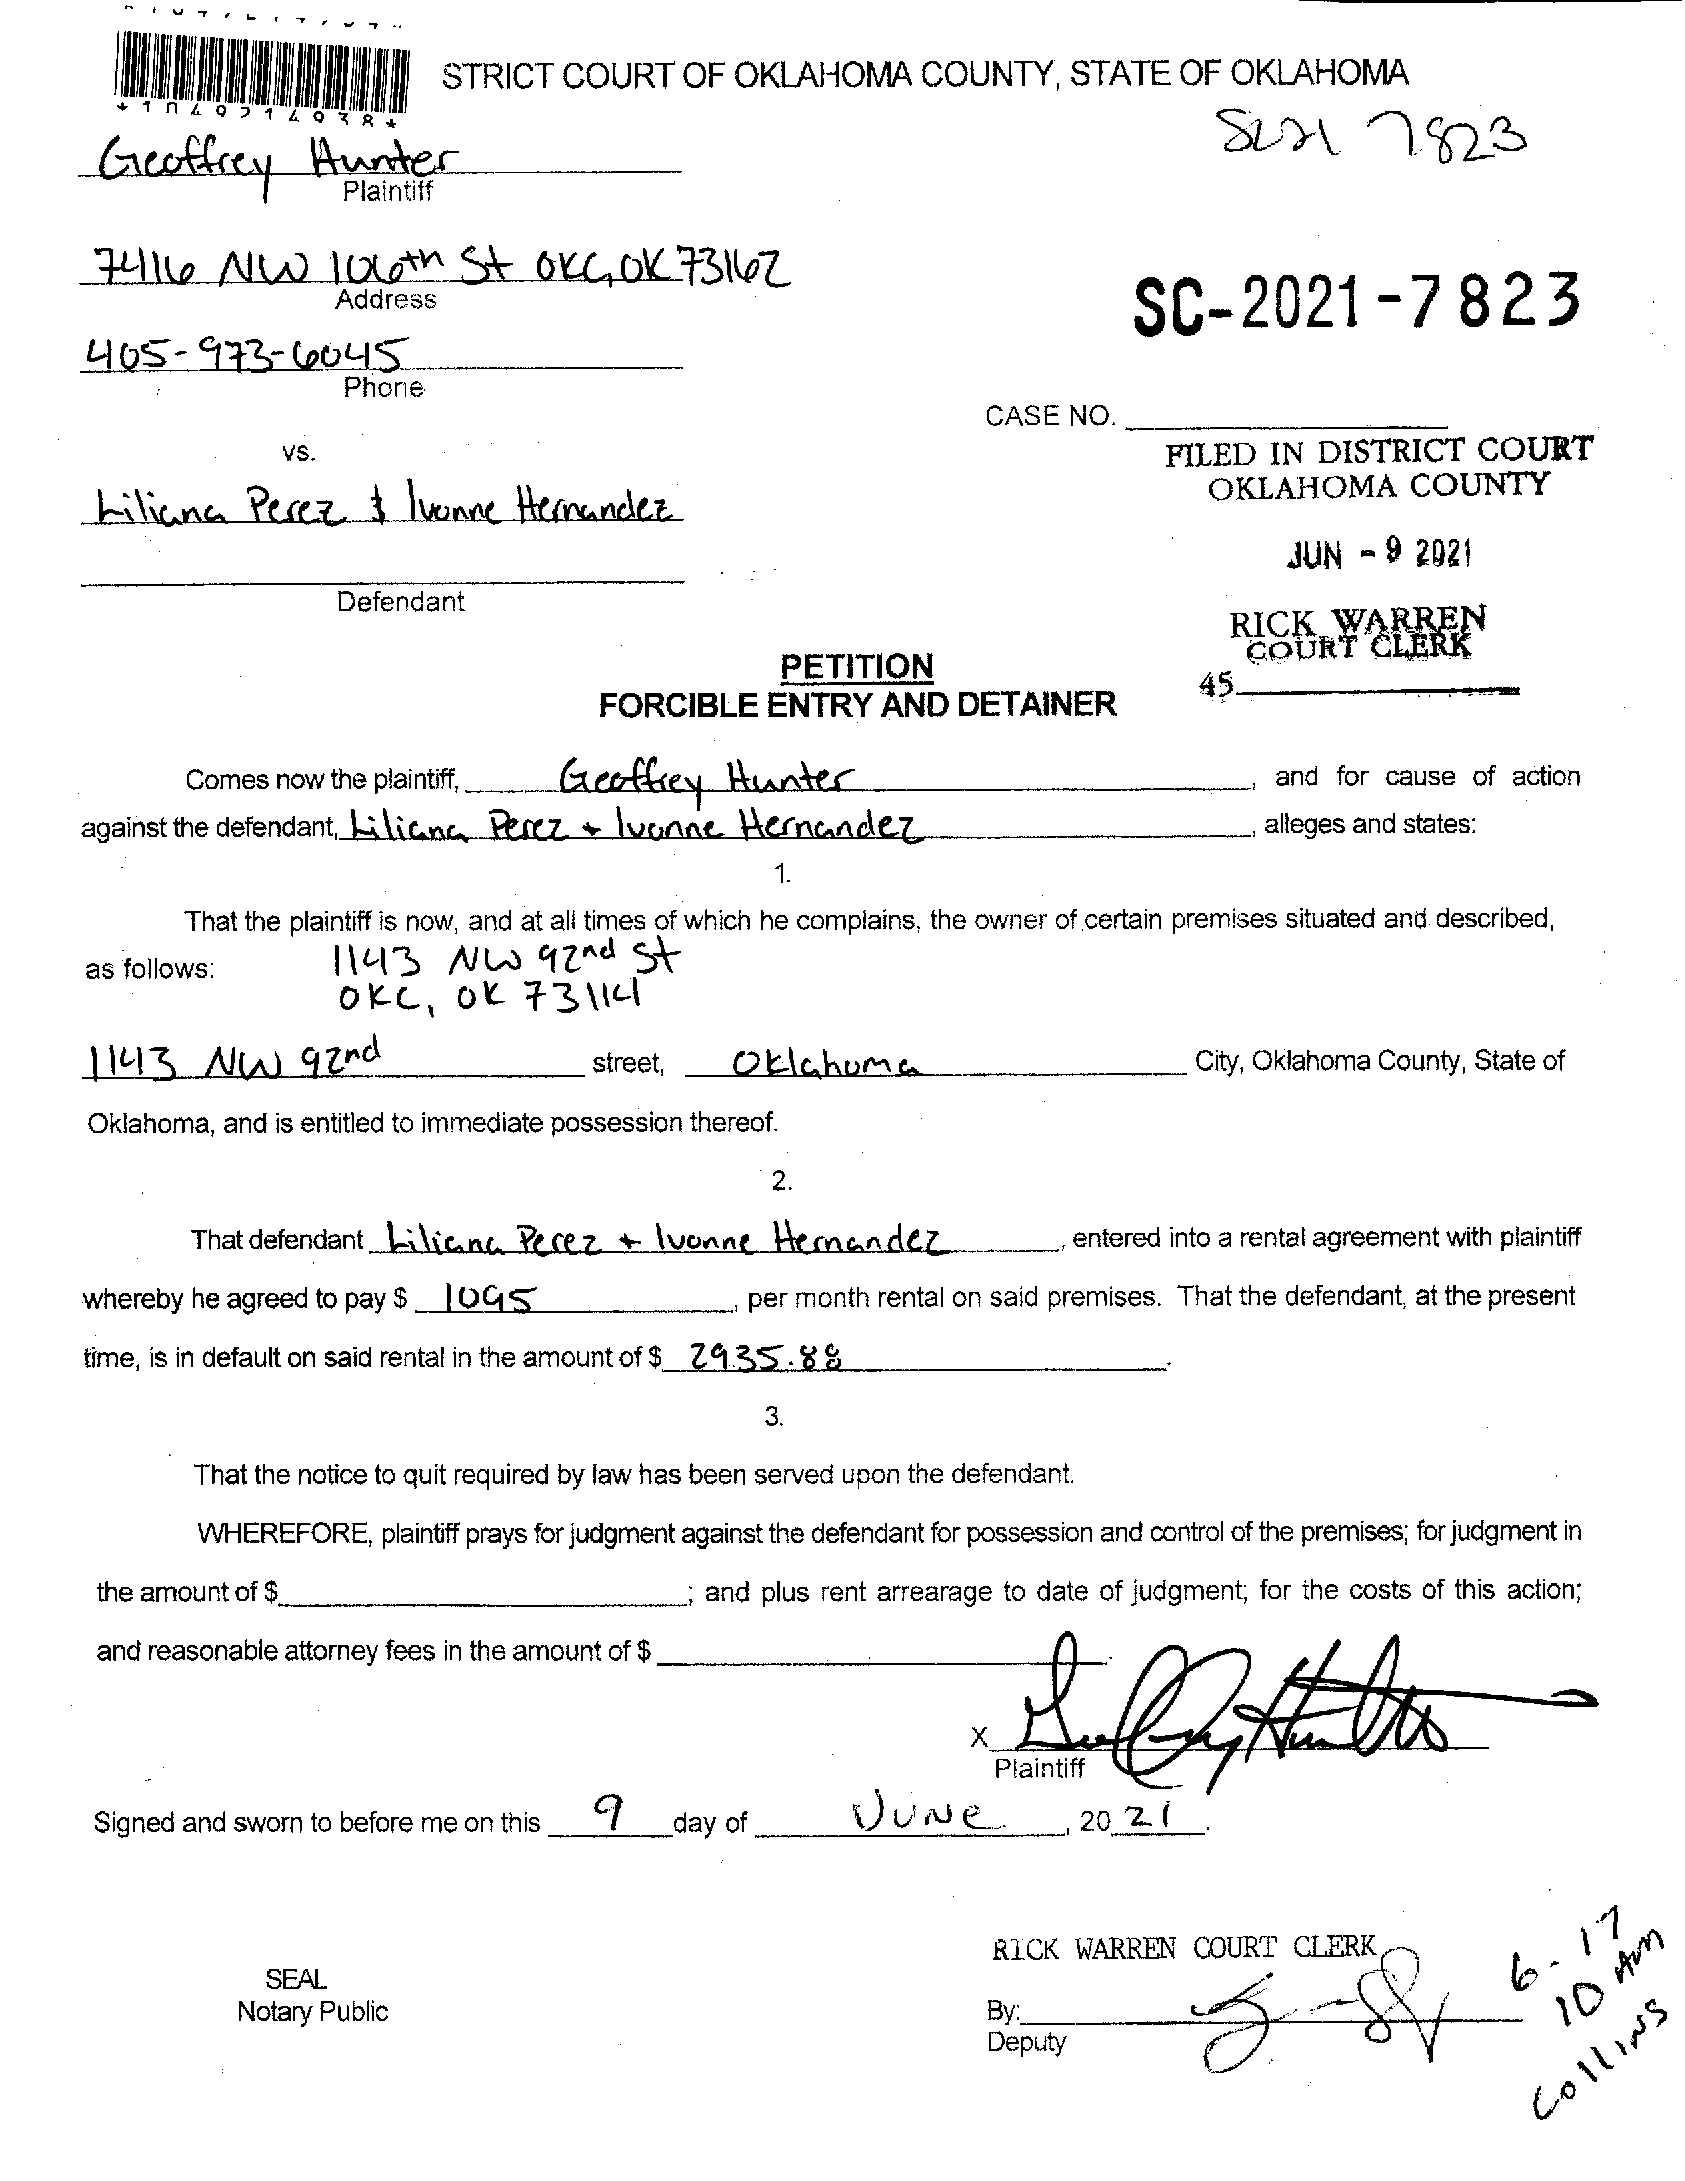 STRICT COURT OF OKLAHOMA COUNTY, STATE OF OKLAHOMA
*1049214938*
SC21 7823
Geoffrey Hunter
Plaintiff
7416 NW 106th St OKC, OK 73162
Address
SC-2021-7823
405-973-6045
Phone
CASE NO.
vs.
FILED IN DISTRICT COURT
OKLAHOMA COUNTY
Liliana Perez & Ivonne Hernandez
JUN - 9 2021
Defendant
RICK WARREN
COURT CLERK
45
PETITION
FORCIBLE ENTRY AND DETAINER
Comes now the plaintiff, Geoffrey Hunter, and for cause of action
against the defendant, Liliana Perez + Ivonne Hernandez, alleges and states:
1.
That the plaintiff is now, and at all times of which he complains, the owner of certain premises situated and described,
as follows: 1143 NW 92nd St
OKC, OK 73114
1143 NW 92nd street, Oklahoma City, Oklahoma County, State of
Oklahoma, and is entitled to immediate possession thereof.
2.
That defendant Liliana Perez + Ivonne Hernandez, entered into a rental agreement with plaintiff
whereby he agreed to pay $ 1095, per month rental on said premises. That the defendant, at the present
time, is in default on said rental in the amount of $ 2935.88.
3.
That the notice to quit required by law has been served upon the defendant.
WHEREFORE, plaintiff prays for judgment against the defendant for possession and control of the premises; for judgment in
the amount of $ ; and plus rent arrearage to date of judgment; for the costs of this action;
and reasonable attorney fees in the amount of $ .
X Geoffrey Hunter
Plaintiff
Signed and sworn to before me on this 9 day of June, 2021.
RICK WARREN COURT CLERK
SEAL
Notary Public
By:
Deputy
6-17
10 AM
Collins